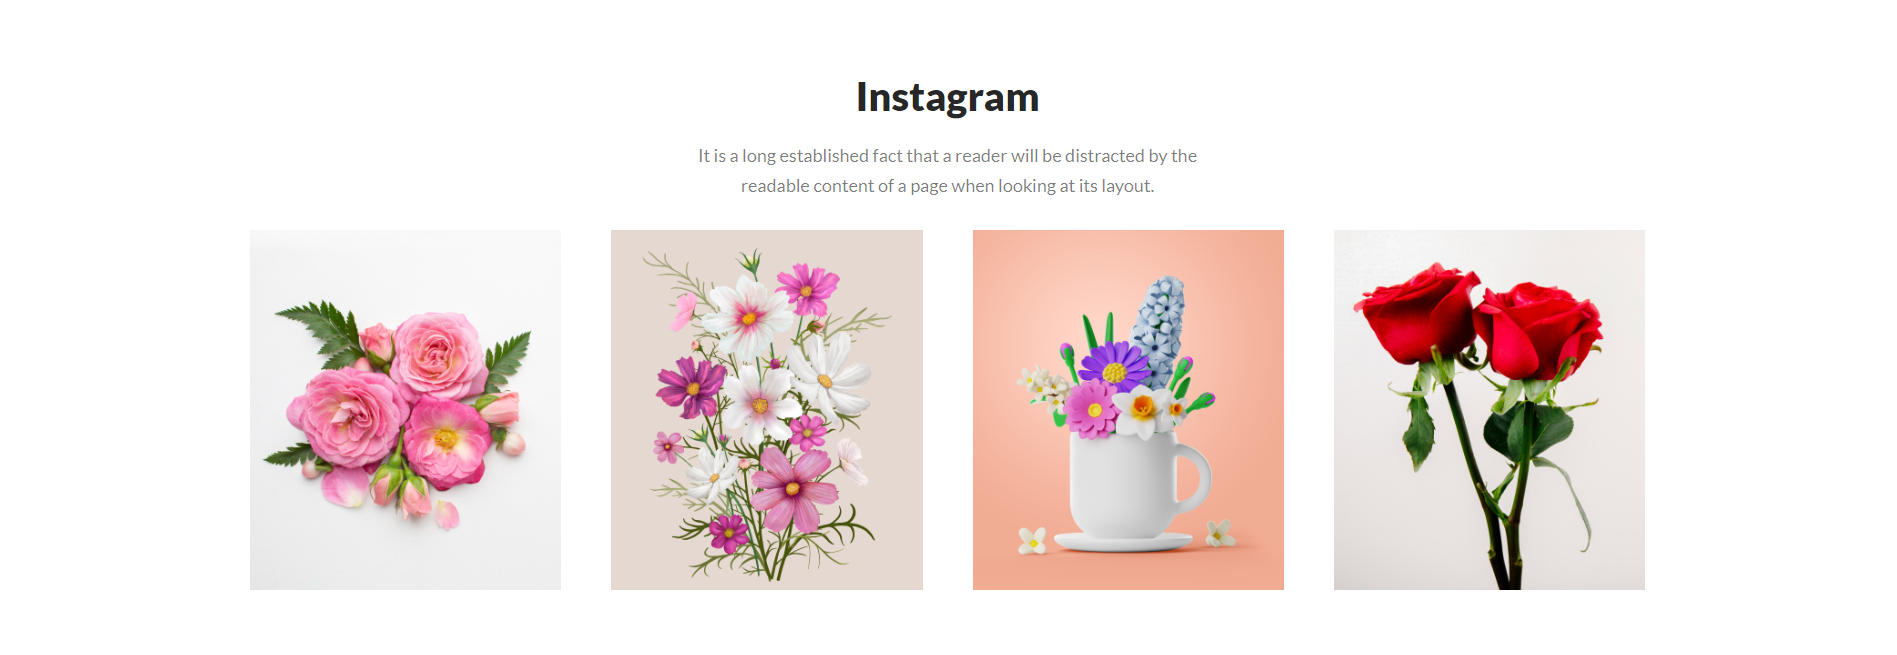 Instagram
It is a long established fact that a reader will be distracted by the
readable content of a page when looking at its layout.